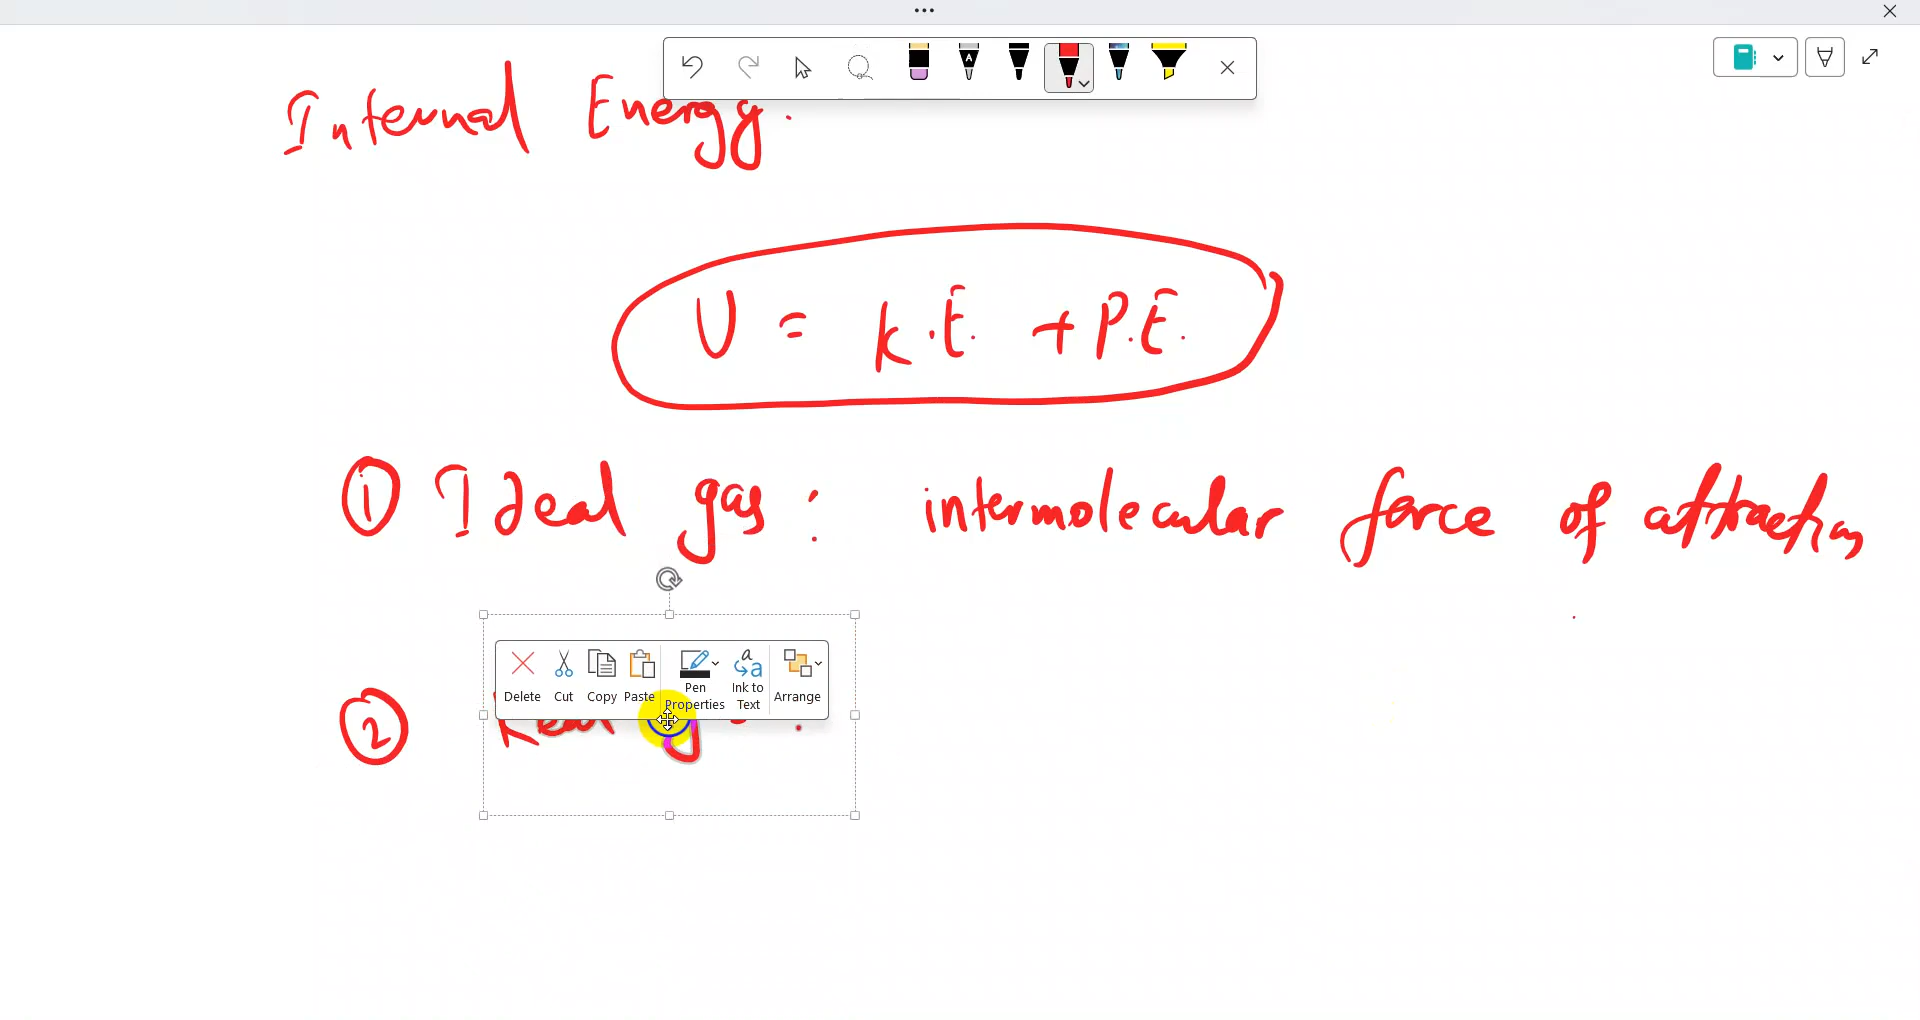 Internal Energy.
U = K.E. + P.E.
① Ideal gas : intermolecular force of attraction
Delete Cut Copy Paste Pen Properties Ink to Text Arrange
② Real :